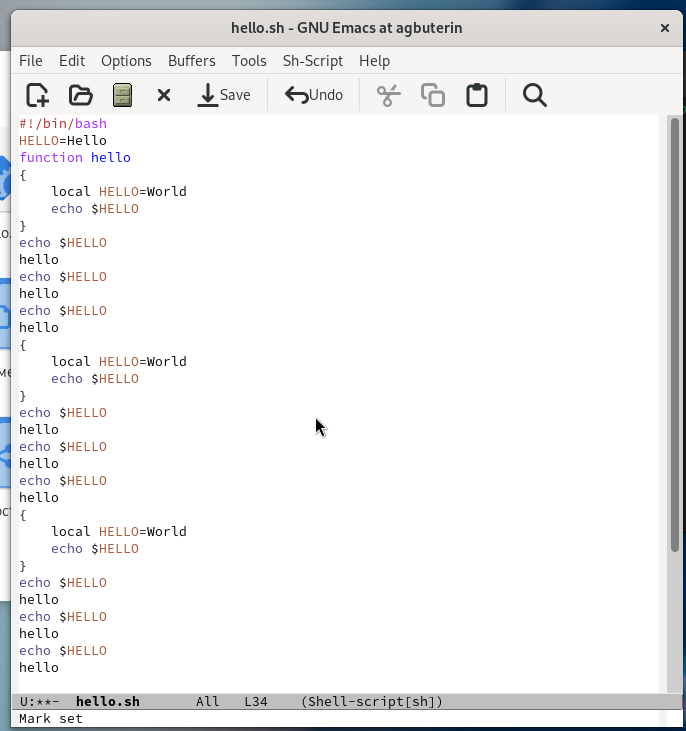 hello.sh - GNU Emacs at agbuterin
File Edit Options Buffers Tools Sh-Script Help
Save Undo
#!/bin/bash
HELLO=Hello
function hello
{
    local HELLO=World
    echo $HELLO
}
echo $HELLO
hello
echo $HELLO
hello
echo $HELLO
hello
{
    local HELLO=World
    echo $HELLO
}
echo $HELLO
hello
echo $HELLO
hello
echo $HELLO
hello
{
    local HELLO=World
    echo $HELLO
}
echo $HELLO
hello
echo $HELLO
hello
echo $HELLO
hello
U:**-  hello.sh       All   L34    (Shell-script[sh])
Mark set